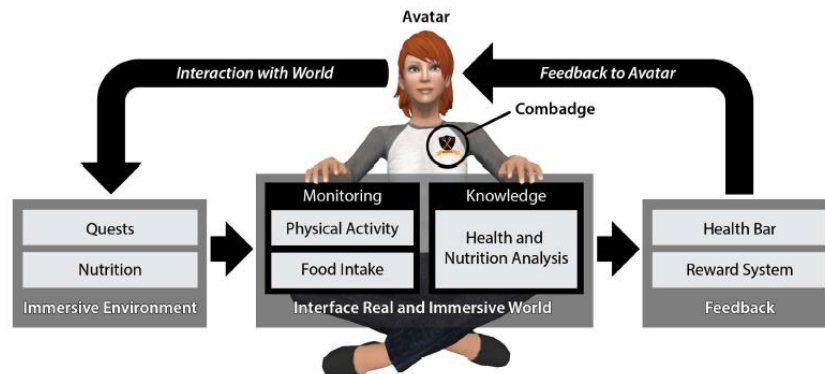 Avatar
Interaction with World
Feedback to Avatar
Combadge
Monitoring
Knowledge
Quests
Physical Activity
Health and
Nutrition Analysis
Health Bar
Nutrition
Food Intake
Reward System
Immersive Environment
Interface Real and Immersive World
Feedback